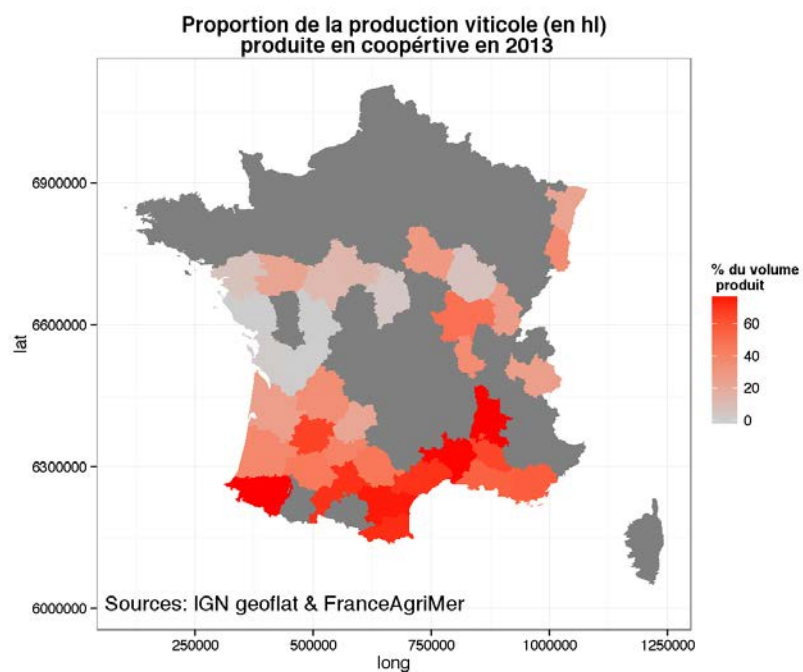 Proportion de la production viticole (en hl)
produite en coopértive en 2013
6900000
6600000
6300000
6000000
lat
% du volume
produit
60
40
20
0
Sources: IGN geoflat & FranceAgriMer
250000 500000 750000 1000000 1250000
long